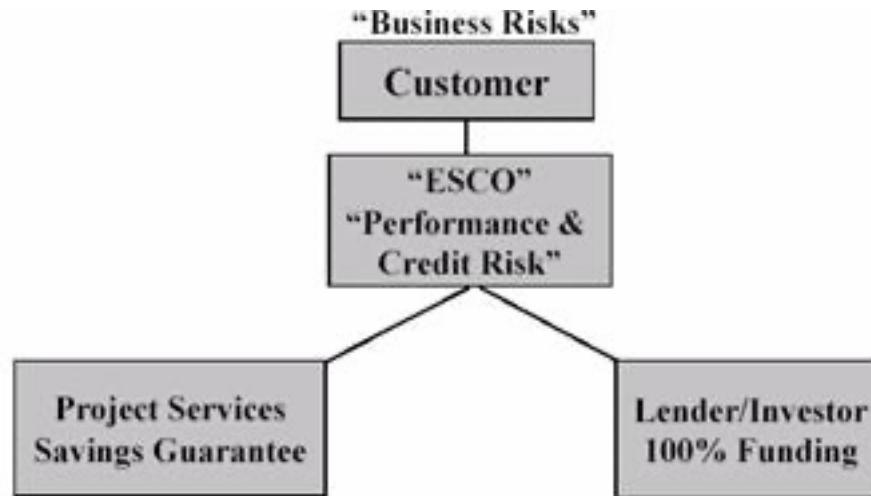 “Business Risks”
Customer
“ESCO”
“Performance &
Credit Risk”
Project Services
Savings Guarantee
Lender/Investor
100% Funding